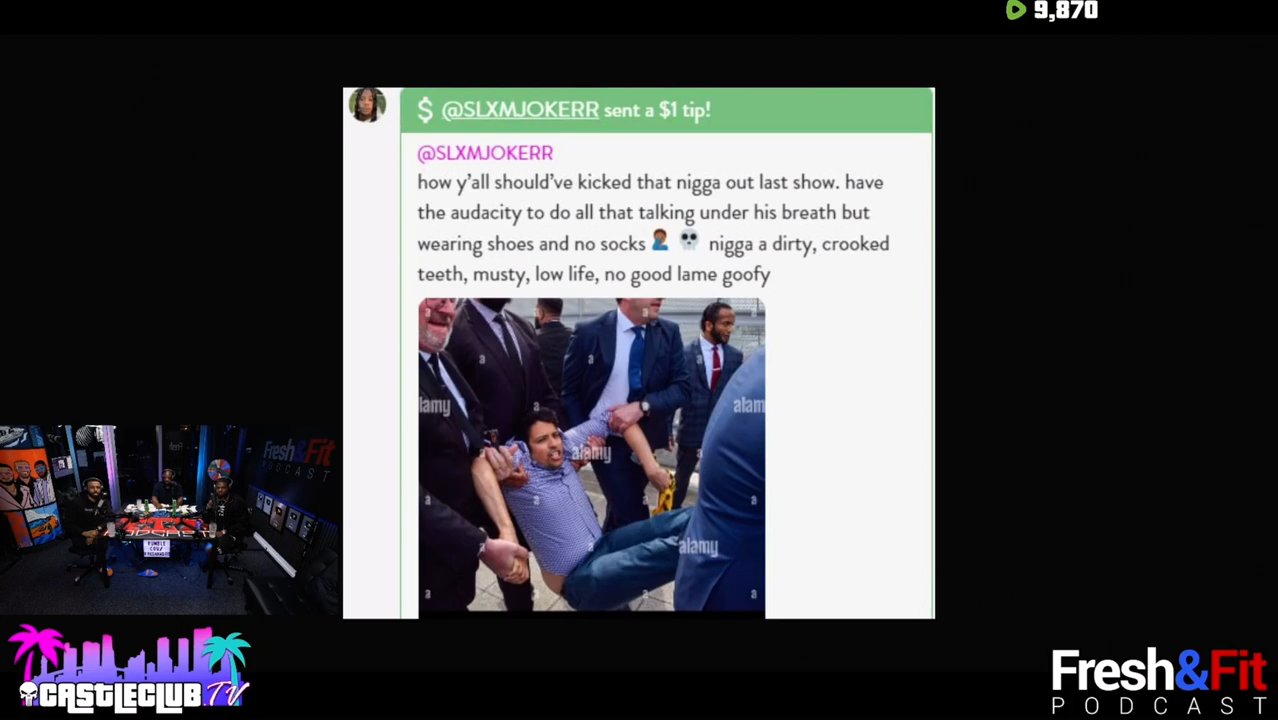 9,870
$ @SLXMJOKERR sent a $1 tip!
@SLXMJOKERR
how y'all should've kicked that nigga out last show. have
the audacity to do all that talking under his breath but
wearing shoes and no socks 🤦🏾‍♂️ 💀 nigga a dirty, crooked
teeth, musty, low life, no good lame goofy
a
a
lamy
a
alam
alamy
a
a
a
a
a
alamy
a
a
a
Fresh&Fit
PODCAST
CASTLECLUB.TV
Fresh&Fit
PODCAST